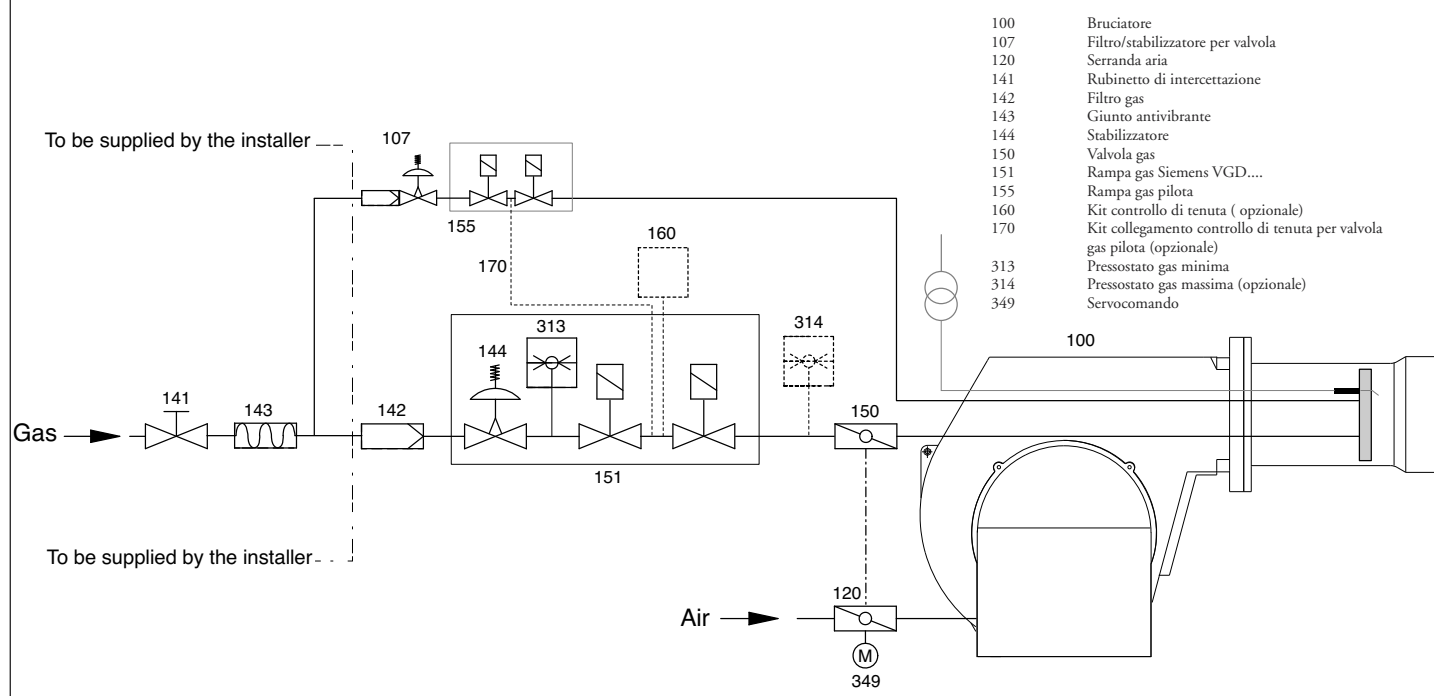 100 Bruciatore
107 Filtro/stabilizzatore per valvola
120 Serranda aria
141 Rubinetto di intercettazione
142 Filtro gas
143 Giunto antivibrante
144 Stabilizzatore
150 Valvola gas
151 Rampa gas Siemens VGD....
155 Rampa gas pilota
160 Kit controllo di tenuta ( opzionale)
170 Kit collegamento controllo di tenuta per valvola
gas pilota (opzionale)
313 Pressostato gas minima
314 Pressostato gas massima (opzionale)
349 Servocomando
To be supplied by the installer
107
155
160
170
313
314
100
144
141
143
142
150
Gas
151
To be supplied by the installer
120
Air
M
349